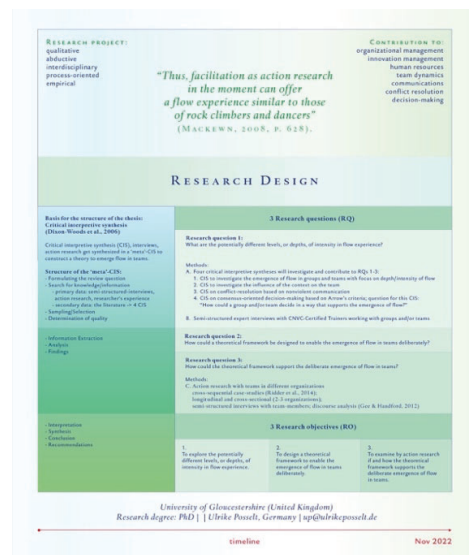 RESEARCH PROJECT:
qualitative
abductive
interdisciplinary
process-oriented
empirical
CONTRIBUTION TO:
organizational management
innovation management
human resources
team dynamics
communications
conflict resolution
decision-making
“Thus, facilitation as action research
in the moment can offer
a flow experience similar to those
of rock climbers and dancers”
(MACKEWN, 2008, P. 628).
RESEARCH DESIGN
Basis for the structure of the thesis:
Critical interpretive synthesis
(Dixon-Woods et al., 2006)
Critical interpretive synthesis (CIS), interviews,
action research get synthesized in a 'meta'-CIS to
construct a theory to emerge flow in teams.
Structure of the 'meta'-CIS:
- Formulating the review question
- Search for knowledge/information
- primary data: semi structured interviews,
action research, researcher's experience
- secondary data: the literature -> 4 CIS
- Sampling/Selection
- Determination of quality
3 Research questions (RQ)
Research question 1:
What are the potentially different levels, or depths, of intensity in flow experience?
Methods:
A. Four critical interpretive syntheses will investigate and contribute to RQs 1-3:
1. CIS to investigate the emergence of flow in groups and teams with focus on depth/intensity of flow
2. CIS to investigate the influence of the context on the team
3. CIS on conflict-resolution based on nonviolent communication
4. CIS on consensus-oriented decision-making based on Arrow's criteria; question for this CIS:
"How could a group and/or team decide in a way that supports the emergence of flow?"
B. Semi-structured expert interviews with CNVC-Certified Trainers working with groups and/or teams
- Information Extraction
- Analysis
- Findings
Research question 2:
How could a theoretical framework be designed to enable the emergence of flow in teams deliberately?
Research question 3:
How could the theoretical framework support the deliberate emergence of flow in teams?
Methods:
C. Action research with teams in different organizations
cross-sequential case-studies (Rädiker et al., 2014);
longitudinal and cross-sectional (2-3 organizations);
semi-structured interviews with team-members; discourse analysis (Gee & Handford, 2012)
- Interpretation
- Synthesis
- Conclusion
- Recommendations
3 Research objectives (RO)
1.
To explore the potentially
different levels, or depths, of
intensity in flow experience.
2.
To design a theoretical
framework to enable the
emergence of flow in teams
deliberately.
3.
To examine by action research
if and how the theoretical
framework supports the
deliberate emergence of flow
in teams.
University of Gloucestershire (United Kingdom)
Research degree: PhD | | Ulrike Posselt, Germany | up@ulrikeposselt.de
timeline
Nov 2022